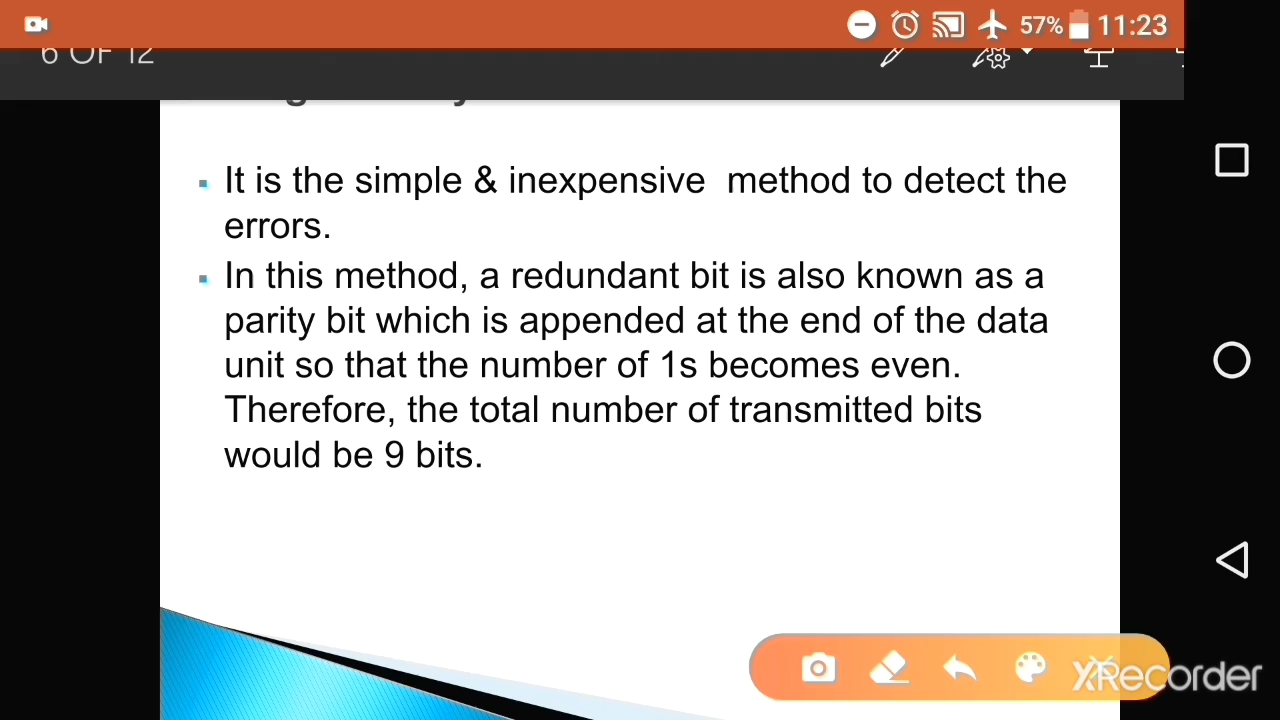 57% 11:23
6 OF 12
It is the simple & inexpensive method to detect the
errors.
In this method, a redundant bit is also known as a
parity bit which is appended at the end of the data
unit so that the number of 1s becomes even.
Therefore, the total number of transmitted bits
would be 9 bits.
XRecorder